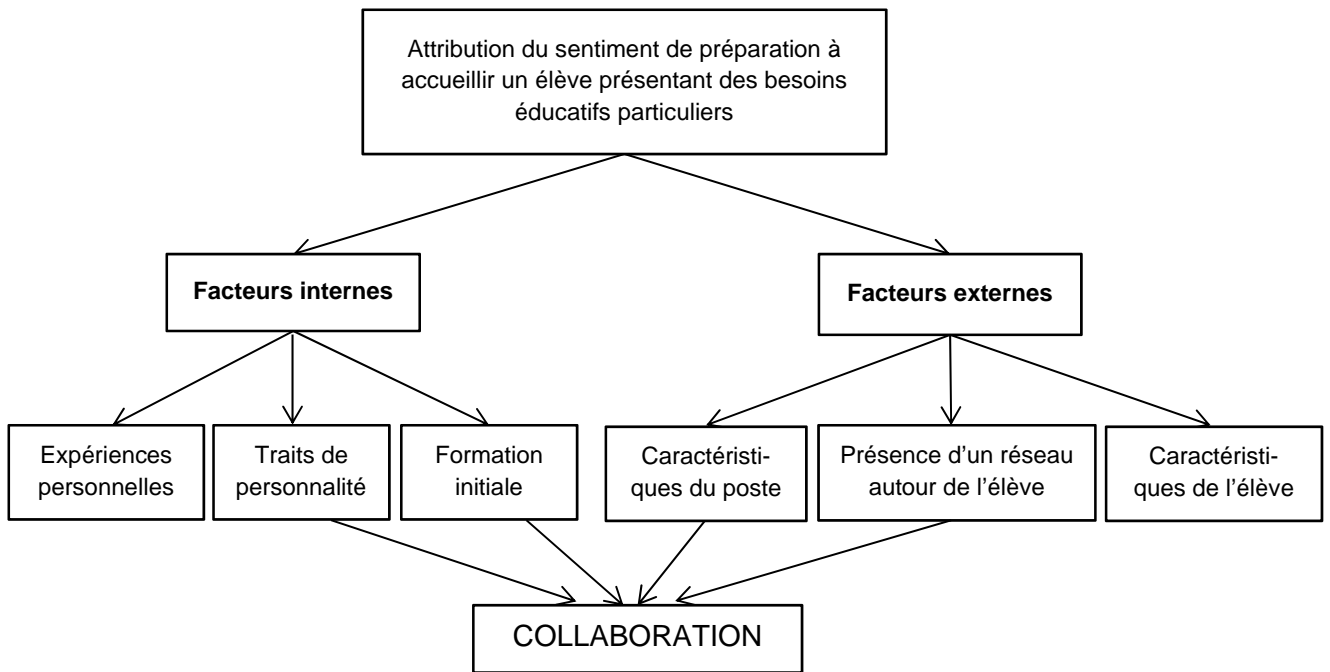 Attribution du sentiment de préparation à
accueillir un élève présentant des besoins
éducatifs particuliers
Facteurs internes
Facteurs externes
Expériences
personnelles
Traits de
personnalité
Formation
initiale
Caractéristi-
ques du poste
Présence d’un réseau
autour de l’élève
Caractéristi-
ques de l’élève
COLLABORATION